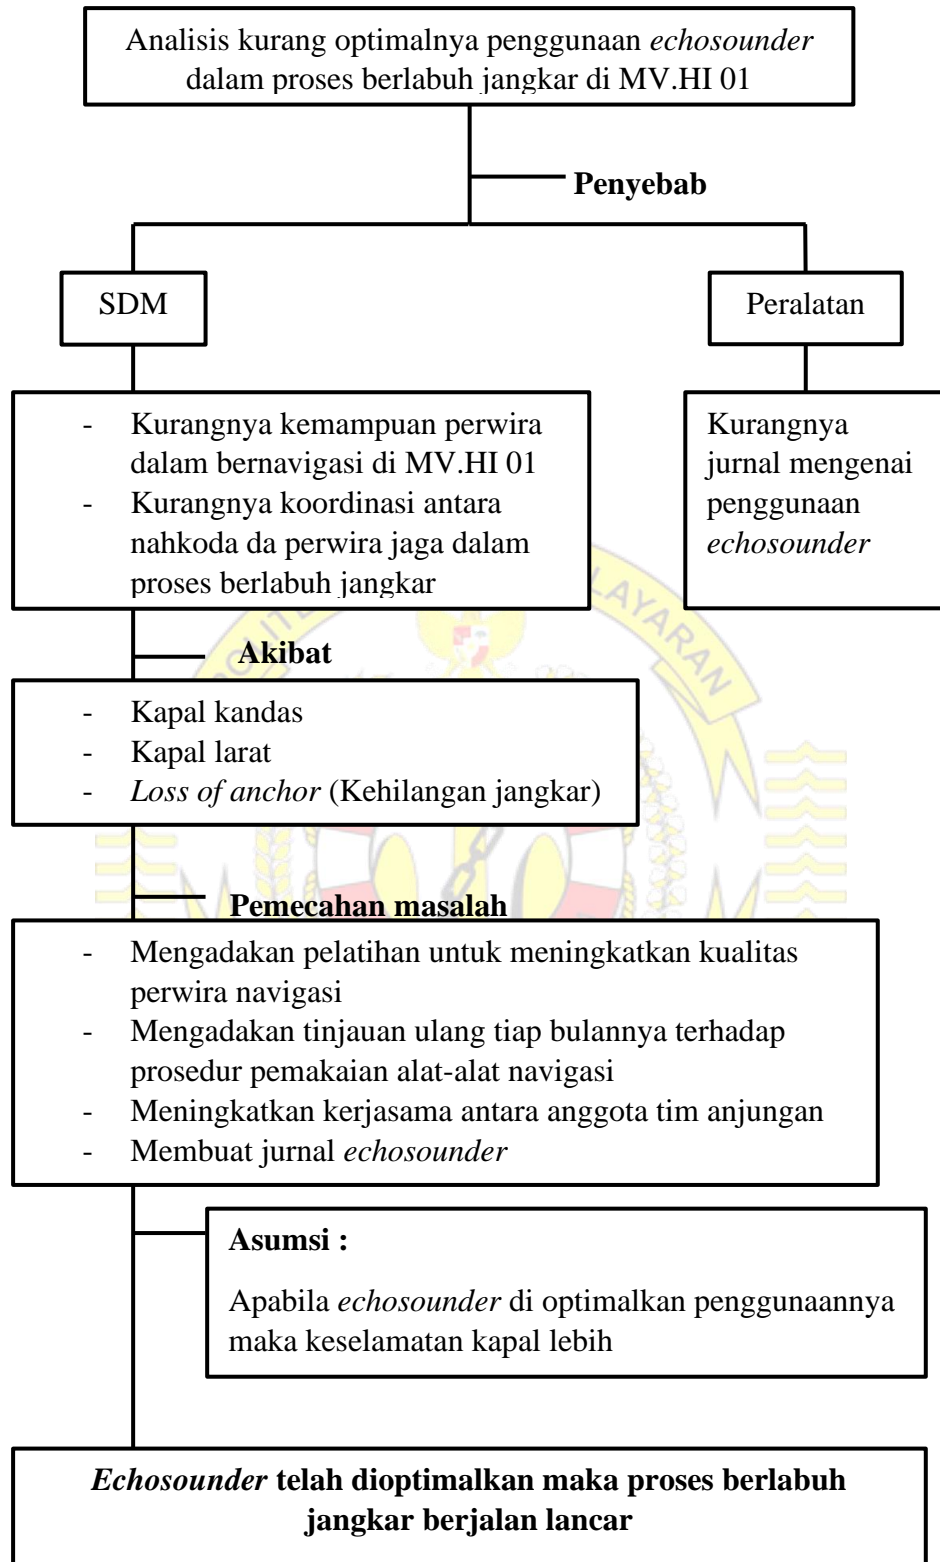 Analisis kurang optimalnya penggunaan echosounder
dalam proses berlabuh jangkar di MV.HI 01
Penyebab
SDM
Peralatan
- Kurangnya kemampuan perwira
dalam bernavigasi di MV.HI 01
- Kurangnya koordinasi antara
nahkoda da perwira jaga dalam
proses berlabuh jangkar
Kurangnya
jurnal mengenai
penggunaan
echosounder
LAYARAN
Akibat
- Kapal kandas
- Kapal larat
- Loss of anchor (Kehilangan jangkar)
Pemecahan masalah
- Mengadakan pelatihan untuk meningkatkan kualitas
perwira navigasi
- Mengadakan tinjauan ulang tiap bulannya terhadap
prosedur pemakaian alat-alat navigasi
- Meningkatkan kerjasama antara anggota tim anjungan
- Membuat jurnal echosounder
Asumsi :
Apabila echosounder di optimalkan penggunaannya
maka keselamatan kapal lebih
Echosounder telah dioptimalkan maka proses berlabuh
jangkar berjalan lancar